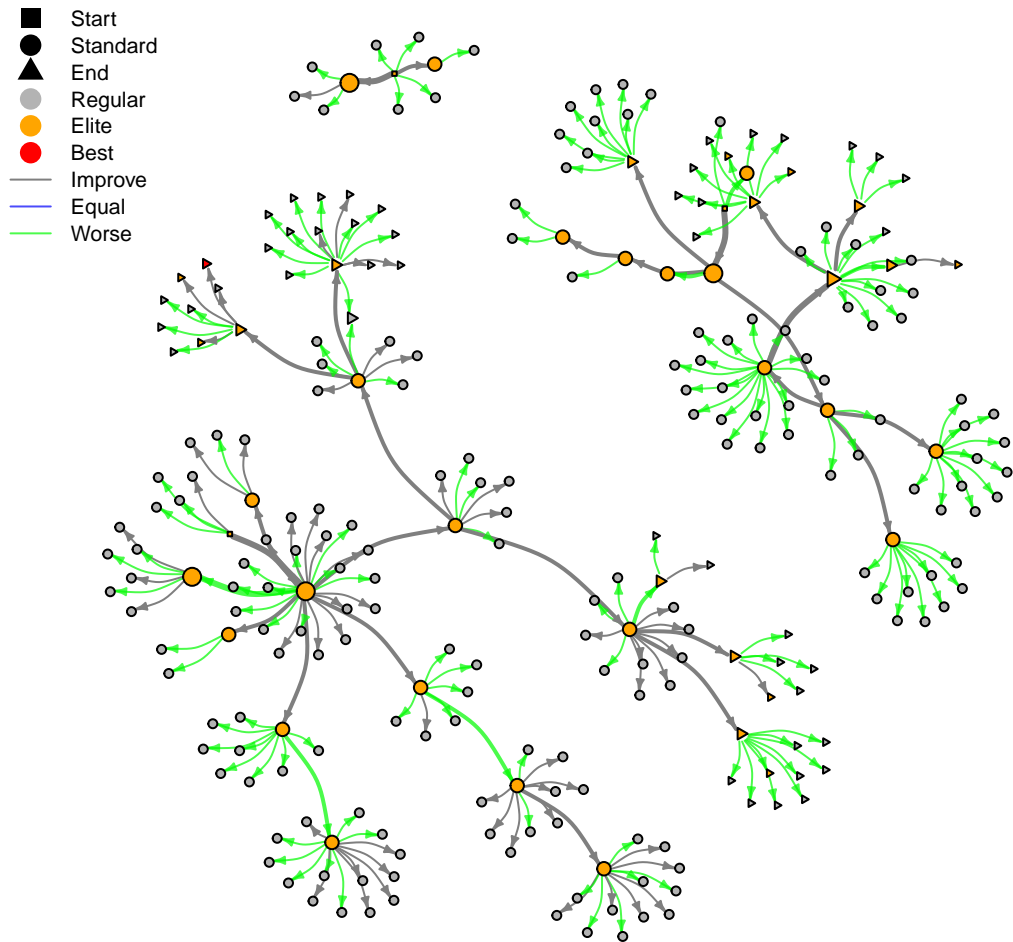 Start
Standard
End
Regular
Elite
Best
Improve
Equal
Worse